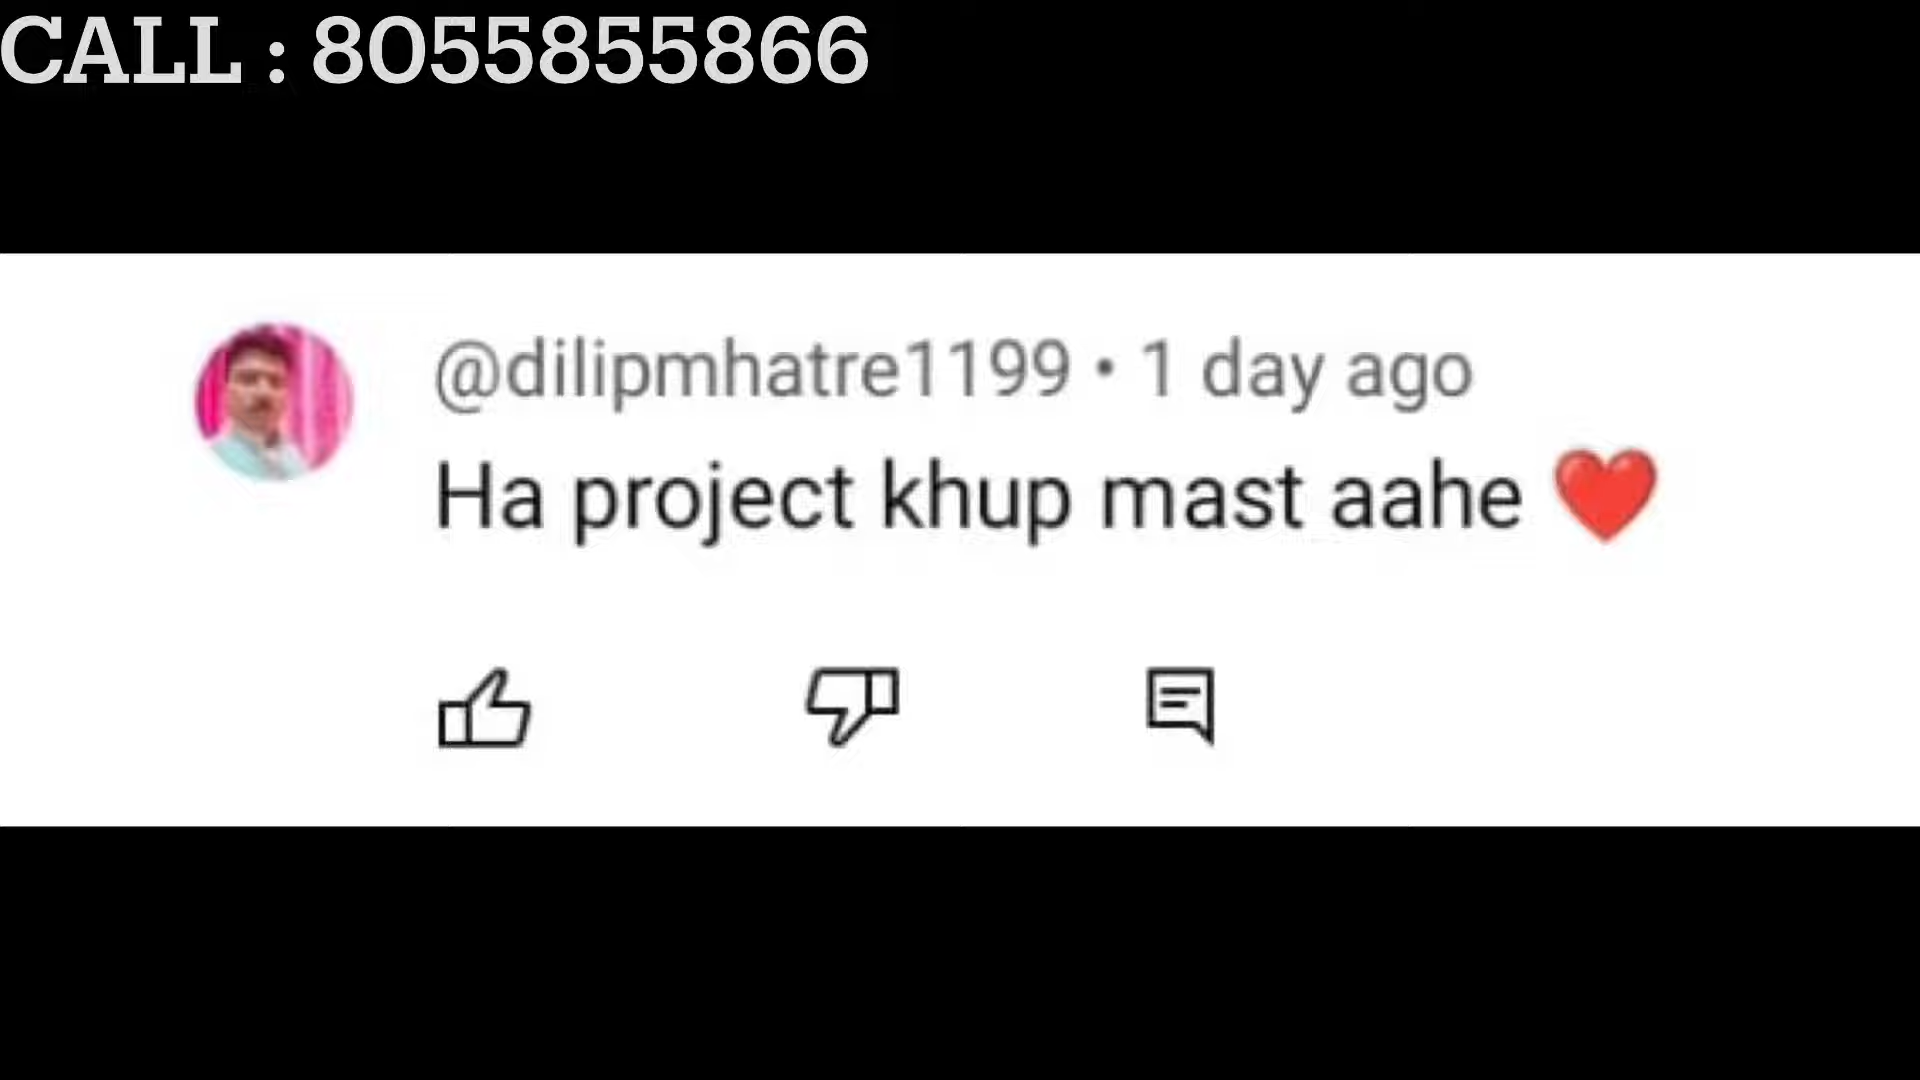 CALL : 8055855866
@dilipmhatre1199 • 1 day ago
Ha project khup mast aahe ❤️